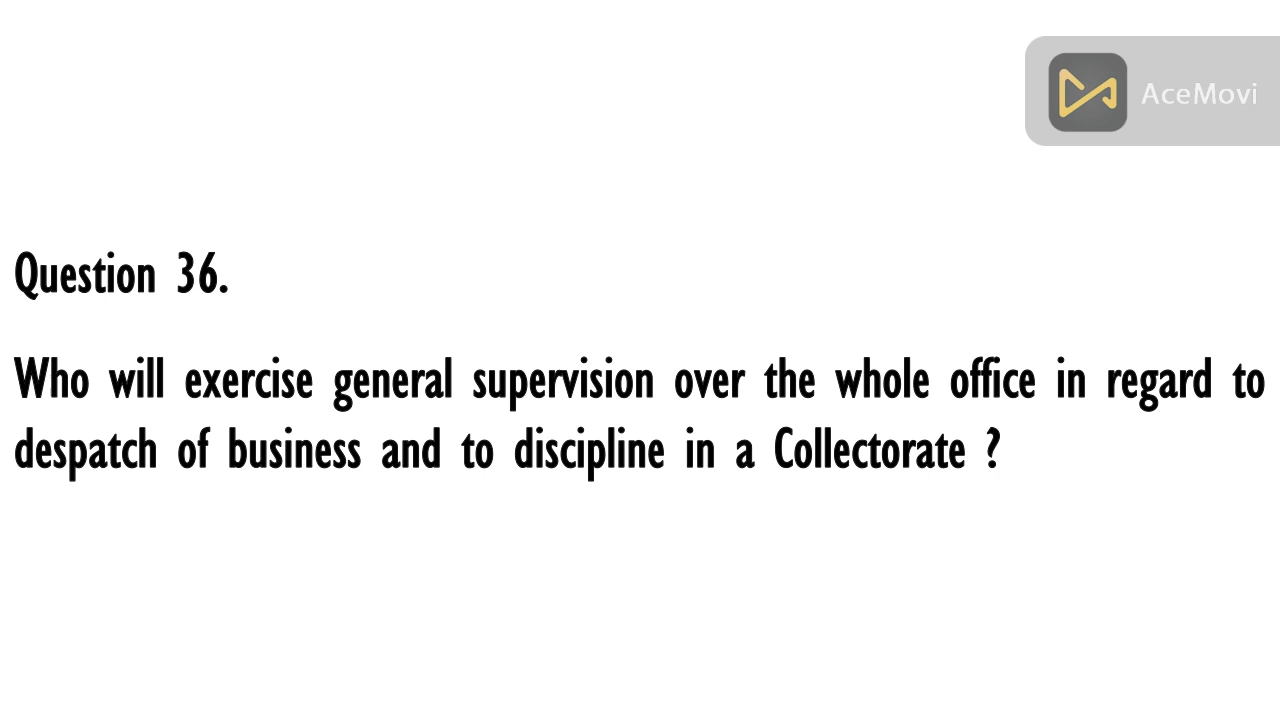 AceMovi
Question 36.
Who will exercise general supervision over the whole office in regard to
despatch of business and to discipline in a Collectorate ?